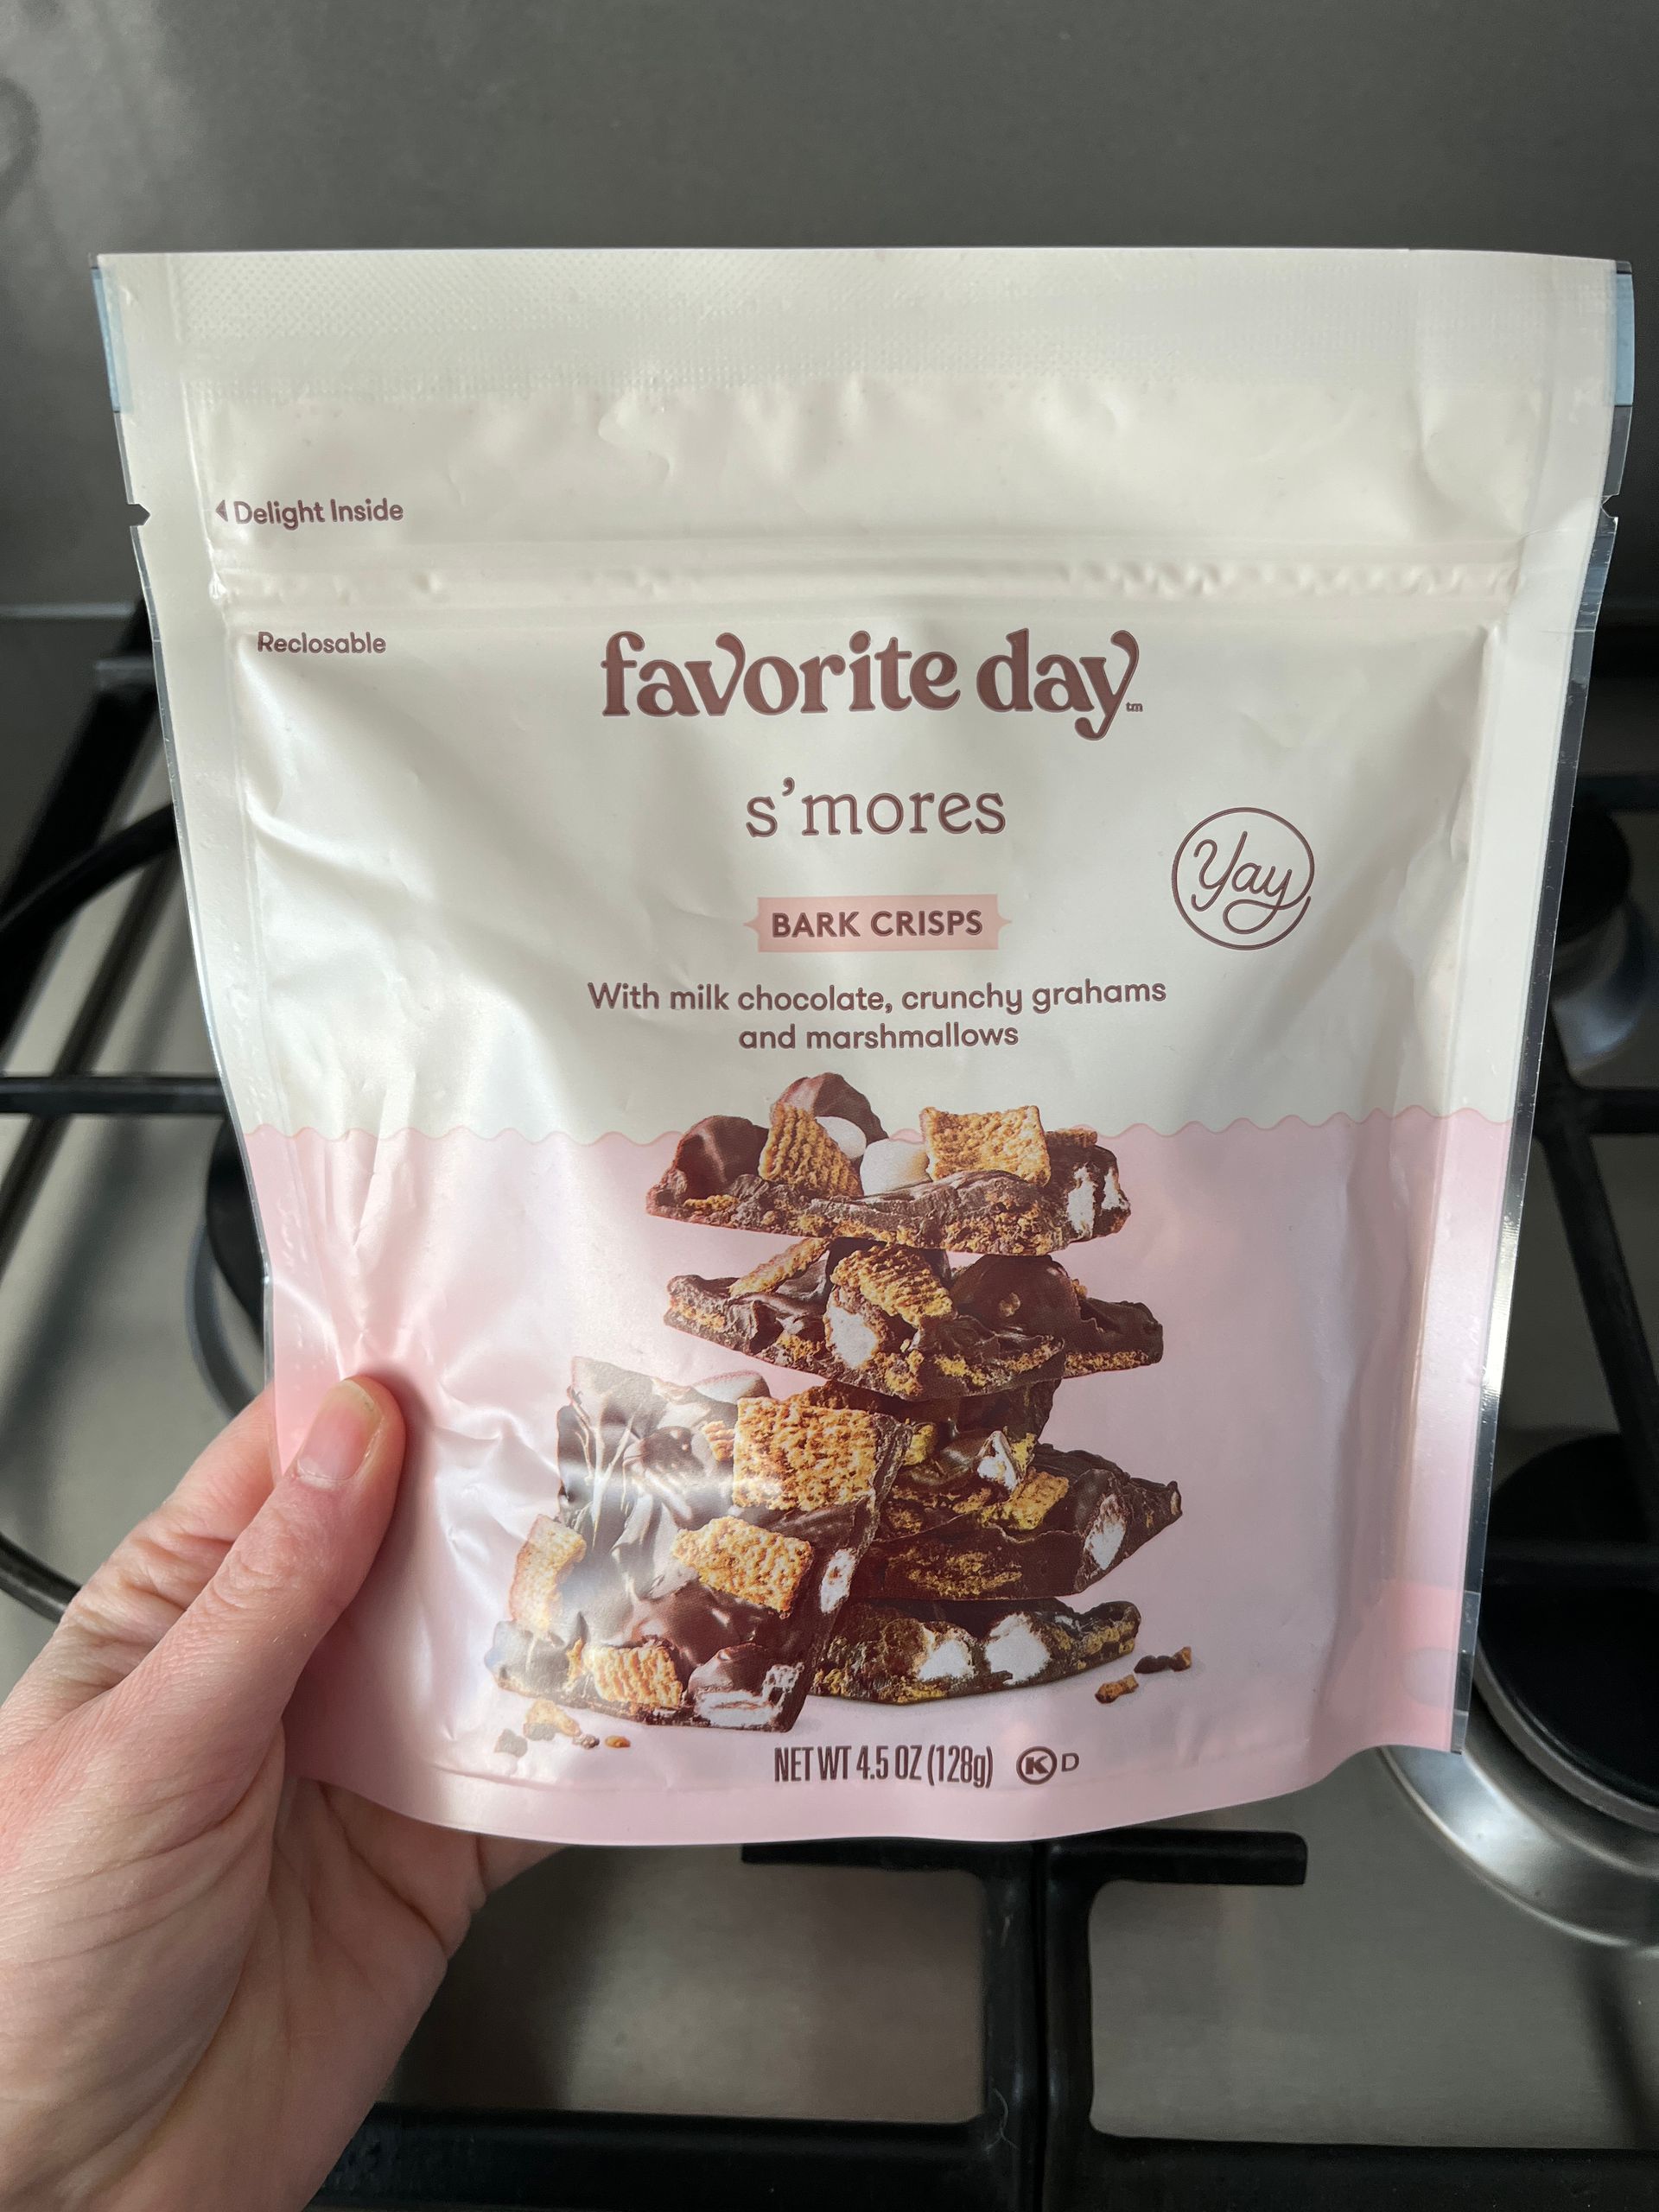 Delight Inside
Reclosable
favorite day tm
s'mores
Yay
BARK CRISPS
With milk chocolate, crunchy grahams
and marshmallows
NET WT 4.5 OZ (128g) K D